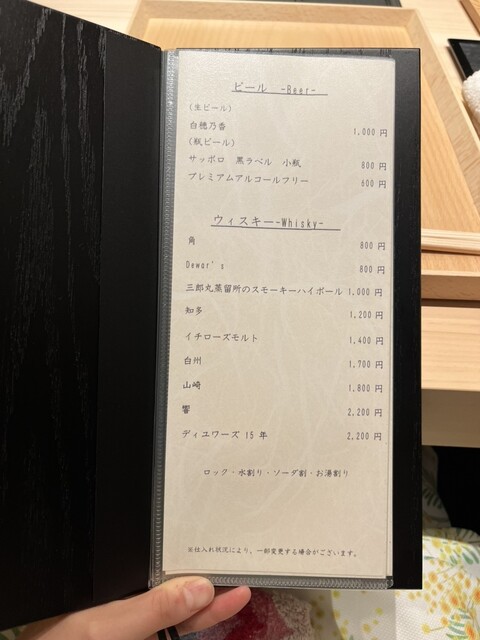 ビール -Beer-
(生ビール)
白穂乃香 1,000 円
(瓶ビール)
サッポロ 黒ラベル 小瓶 800 円
プレミアムアルコールフリー 600 円
ウィスキー-Whisky-
角 800 円
Dewar's 800 円
三郎丸蒸留所のスモーキーハイボール 1,000 円
知多 1,200 円
イチローズモルト 1,400 円
白州 1,700 円
山崎 1,800 円
響 2,200 円
ディユワーズ 15 年 2,200 円
ロック・水割り・ソーダ割・お湯割り
※仕入れ状況により、一部変更する場合がございます。